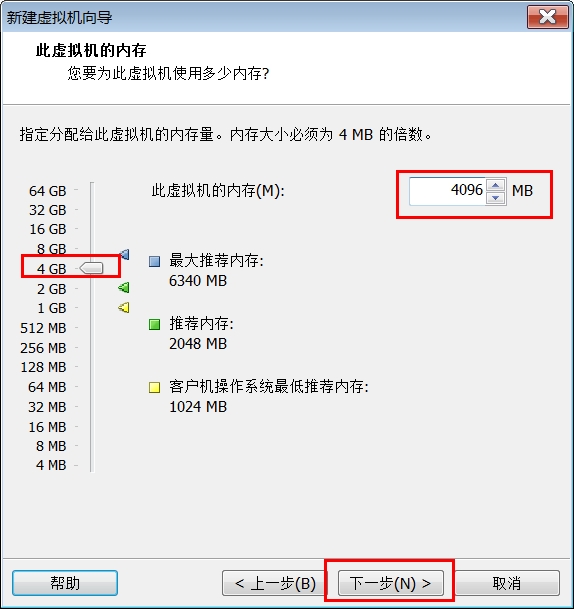 新建虚拟机向导
此虚拟机的内存
您要为此虚拟机使用多少内存?
指定分配给此虚拟机的内存量。内存大小必须为 4 MB 的倍数。
此虚拟机的内存(M):
4096 MB
64 GB
32 GB
16 GB
8 GB
4 GB
2 GB
1 GB
512 MB
256 MB
128 MB
64 MB
32 MB
16 MB
8 MB
4 MB
最大推荐内存:
6340 MB
推荐内存:
2048 MB
客户机操作系统最低推荐内存:
1024 MB
帮助
< 上一步(B)
下一步(N) >
取消